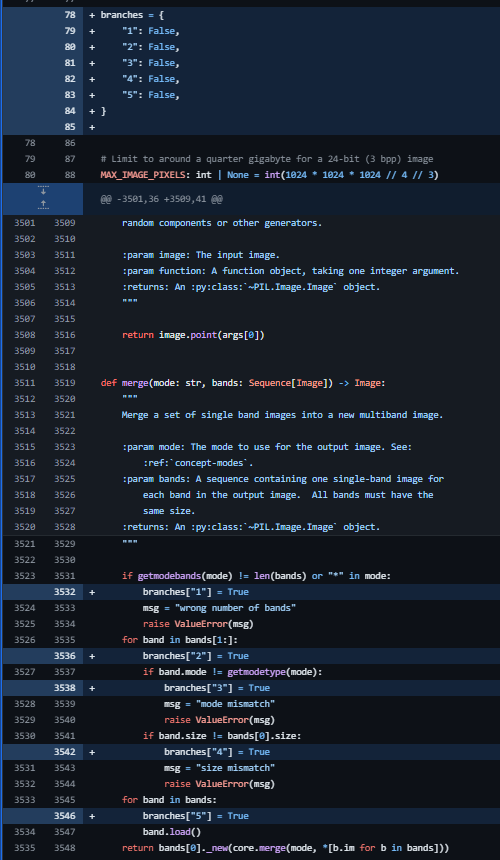 78 + branches = {
79 + "1": False,
80 + "2": False,
81 + "3": False,
82 + "4": False,
83 + "5": False,
84 + }
85 +
78 86
79 87 # Limit to around a quarter gigabyte for a 24-bit (3 bpp) image
80 88 MAX_IMAGE_PIXELS: int | None = int(1024 * 1024 * 1024 // 4 // 3)
@@ -3501,36 +3509,41 @@
3501 3509 random components or other generators.
3502 3510
3503 3511 :param image: The input image.
3504 3512 :param function: A function object, taking one integer argument.
3505 3513 :returns: An :py:class:`~PIL.Image.Image` object.
3506 3514 """
3507 3515
3508 3516 return image.point(args[0])
3509 3517
3510 3518
3511 3519 def merge(mode: str, bands: Sequence[Image]) -> Image:
3512 3520 """
3513 3521 Merge a set of single band images into a new multiband image.
3514 3522
3515 3523 :param mode: The mode to use for the output image. See:
3516 3524 :ref:`concept-modes`.
3517 3525 :param bands: A sequence containing one single-band image for
3518 3526 each band in the output image.  All bands must have the
3519 3527 same size.
3520 3528 :returns: An :py:class:`~PIL.Image.Image` object.
3521 3529 """
3522 3530
3523 3531 if getmodebands(mode) != len(bands) or "*" in mode:
3532 + branches["1"] = True
3524 3533 msg = "wrong number of bands"
3525 3534 raise ValueError(msg)
3526 3535 for band in bands[1:]:
3536 + branches["2"] = True
3527 3537 if band.mode != getmodetype(mode):
3538 + branches["3"] = True
3528 3539 msg = "mode mismatch"
3529 3540 raise ValueError(msg)
3530 3541 if band.size != bands[0].size:
3542 + branches["4"] = True
3531 3543 msg = "size mismatch"
3532 3544 raise ValueError(msg)
3533 3545 for band in bands:
3546 + branches["5"] = True
3534 3547 band.load()
3535 3548 return bands[0]._new(core.merge(mode, *[b.im for b in bands]))